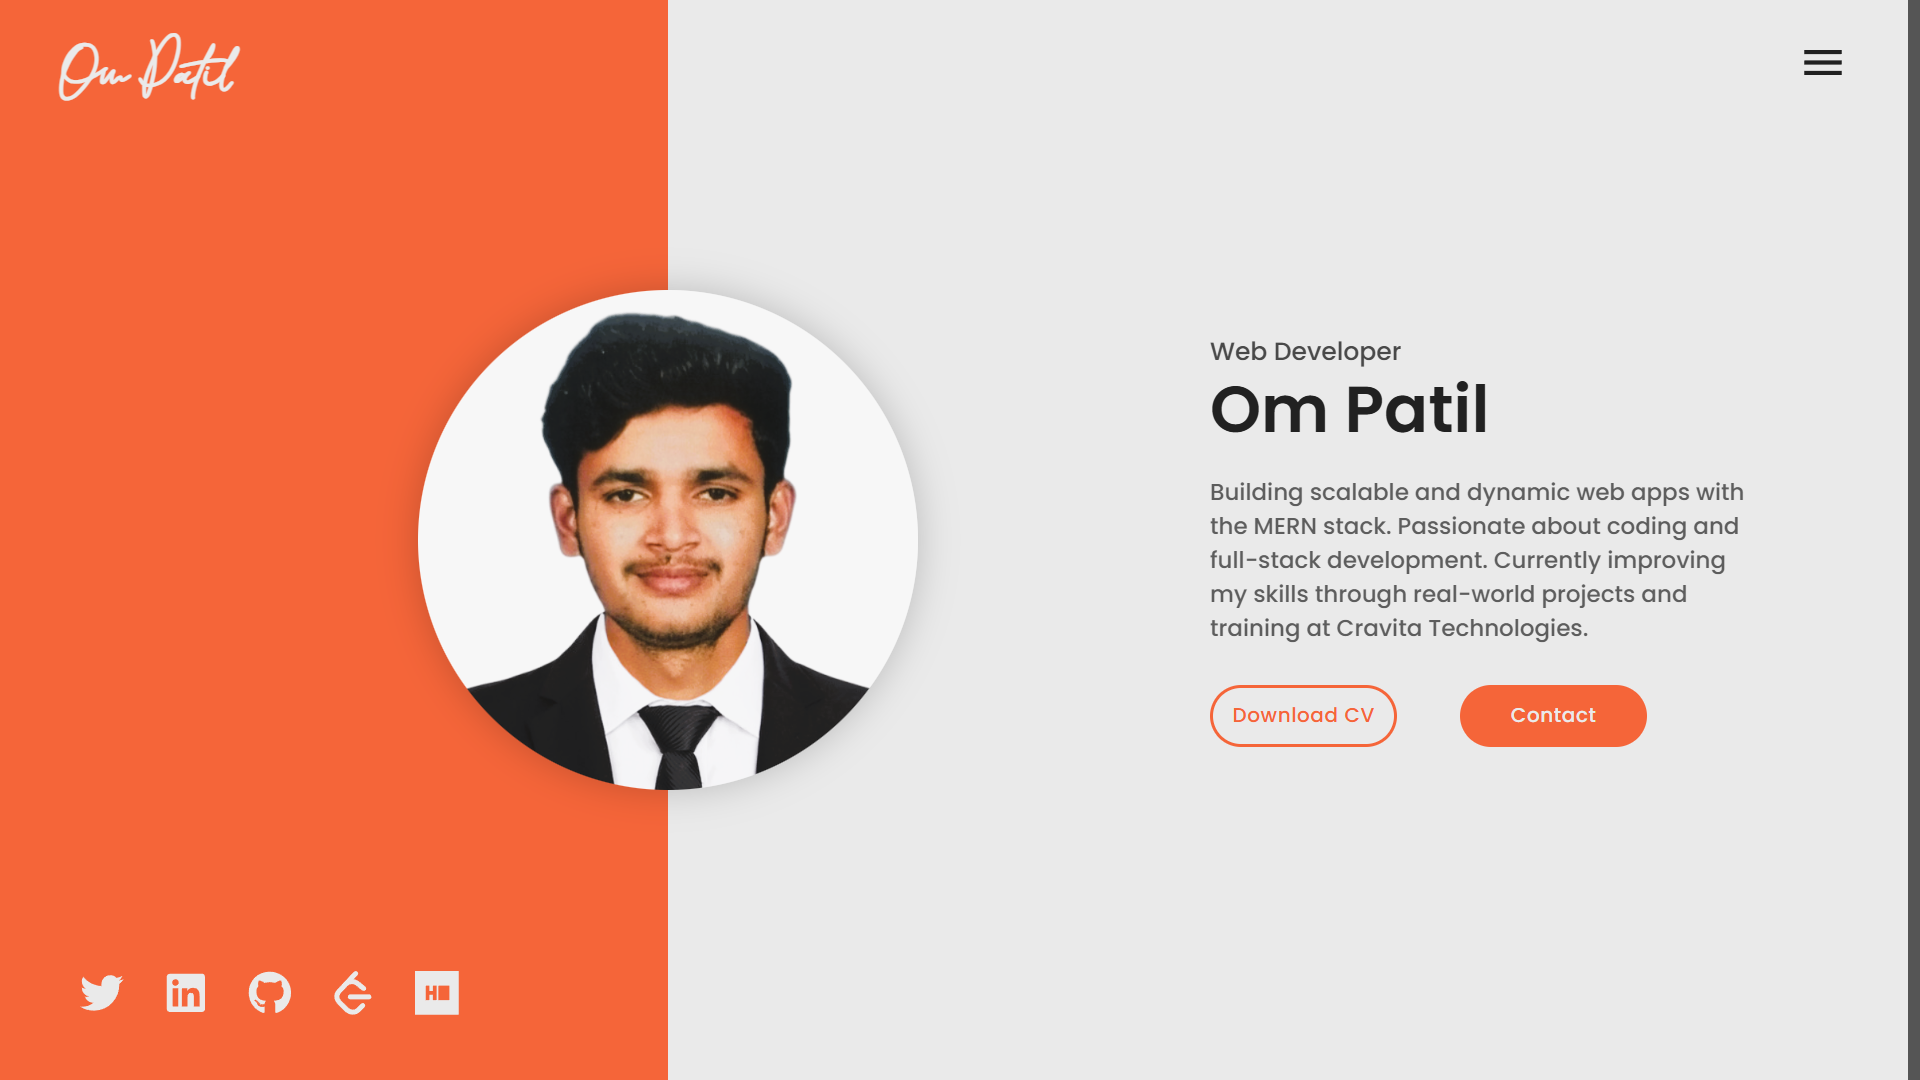 Om Patil
Web Developer
Om Patil
Building scalable and dynamic web apps with
the MERN stack. Passionate about coding and
full-stack development. Currently improving
my skills through real-world projects and
training at Cravita Technologies.
Download CV
Contact
in
H